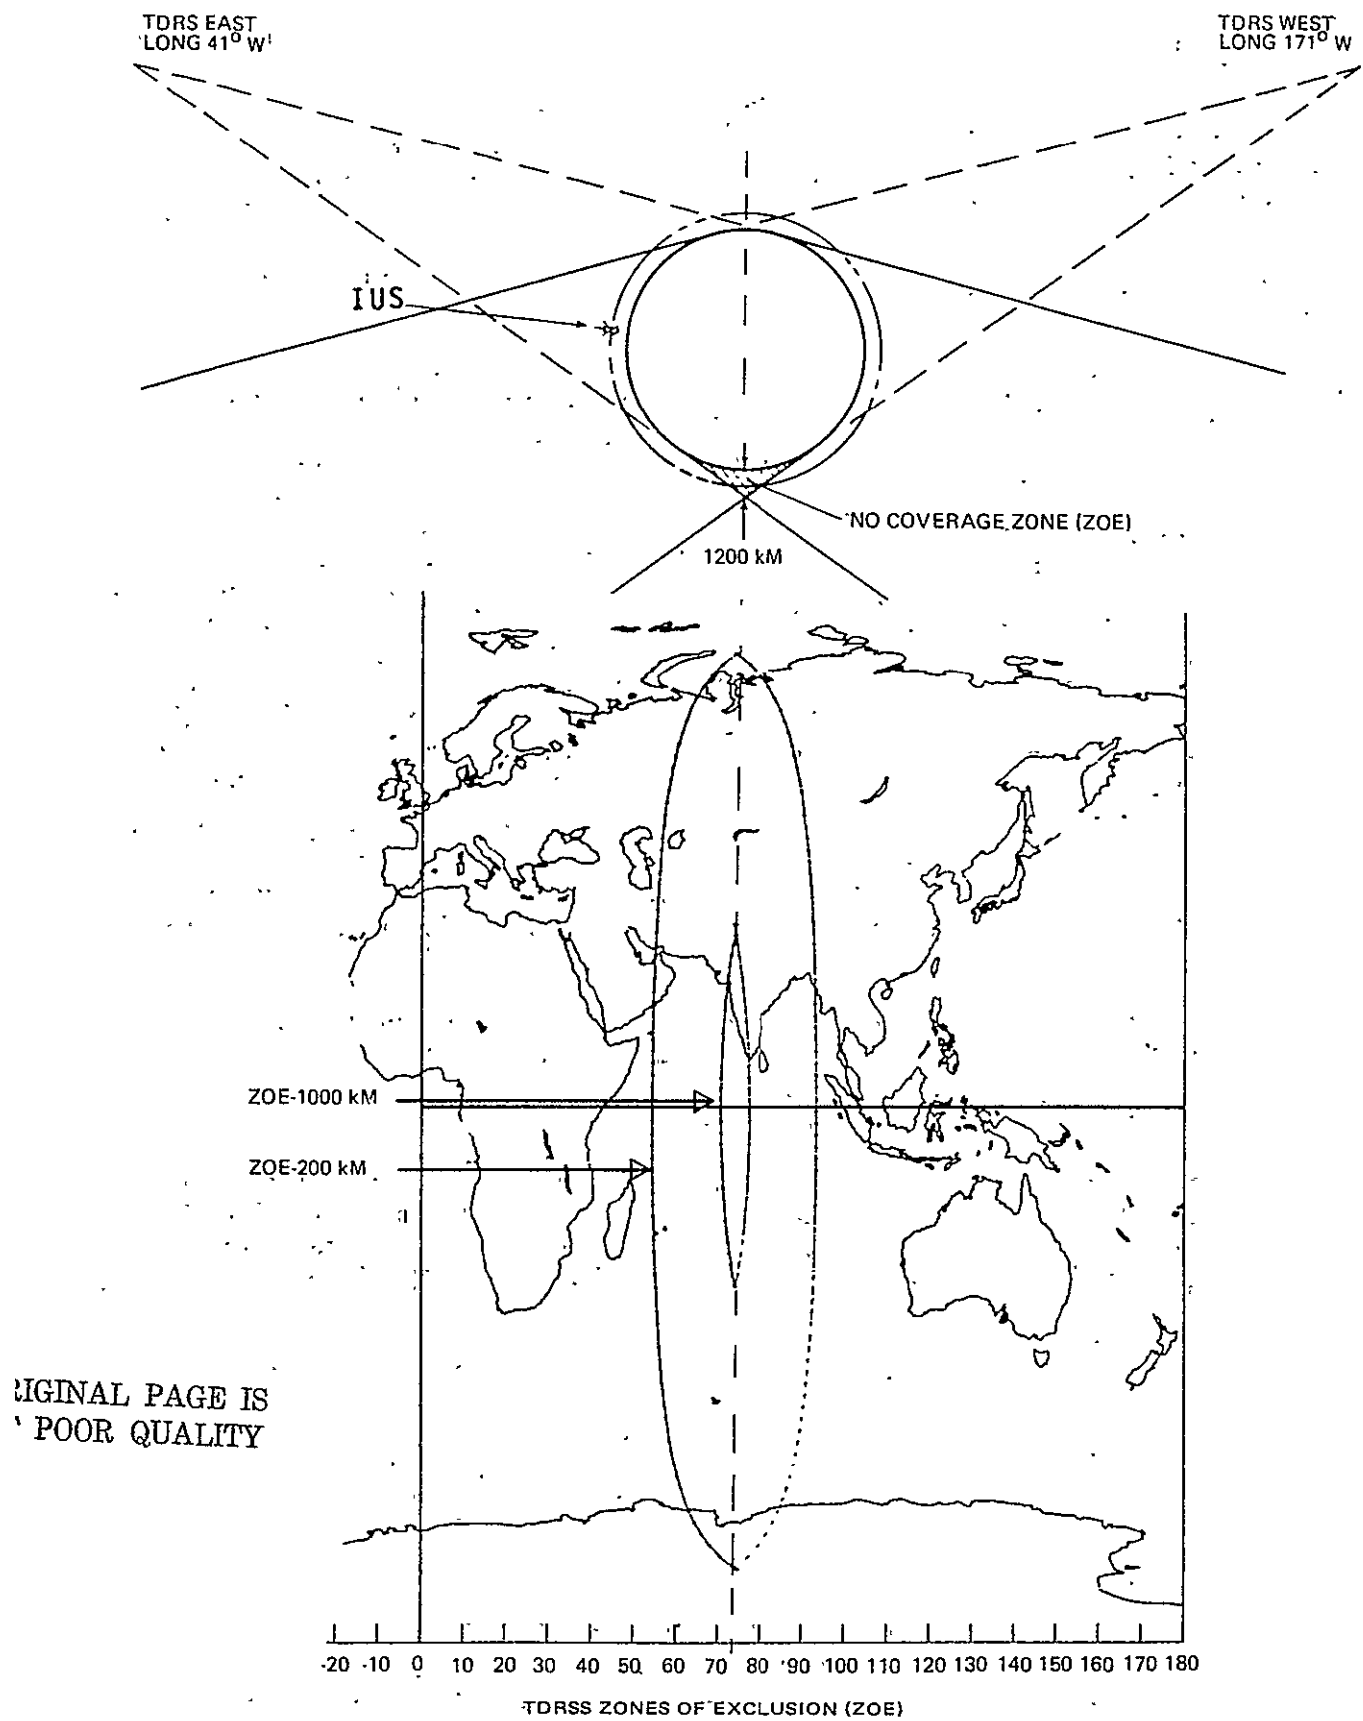 TDRS EAST
LONG 41° W
TDRS WEST
LONG 171° W
IUS
NO COVERAGE ZONE (ZOE)
1200 kM
ZOE-1000 kM
ZOE-200 kM
POOR QUALITY
IGINAL PAGE IS
-20 -10 0 10 20 30 40 50 60 70 80 90 100 110 120 130 140 150 160 170 180
TDRSS ZONES OF EXCLUSION (ZOE)